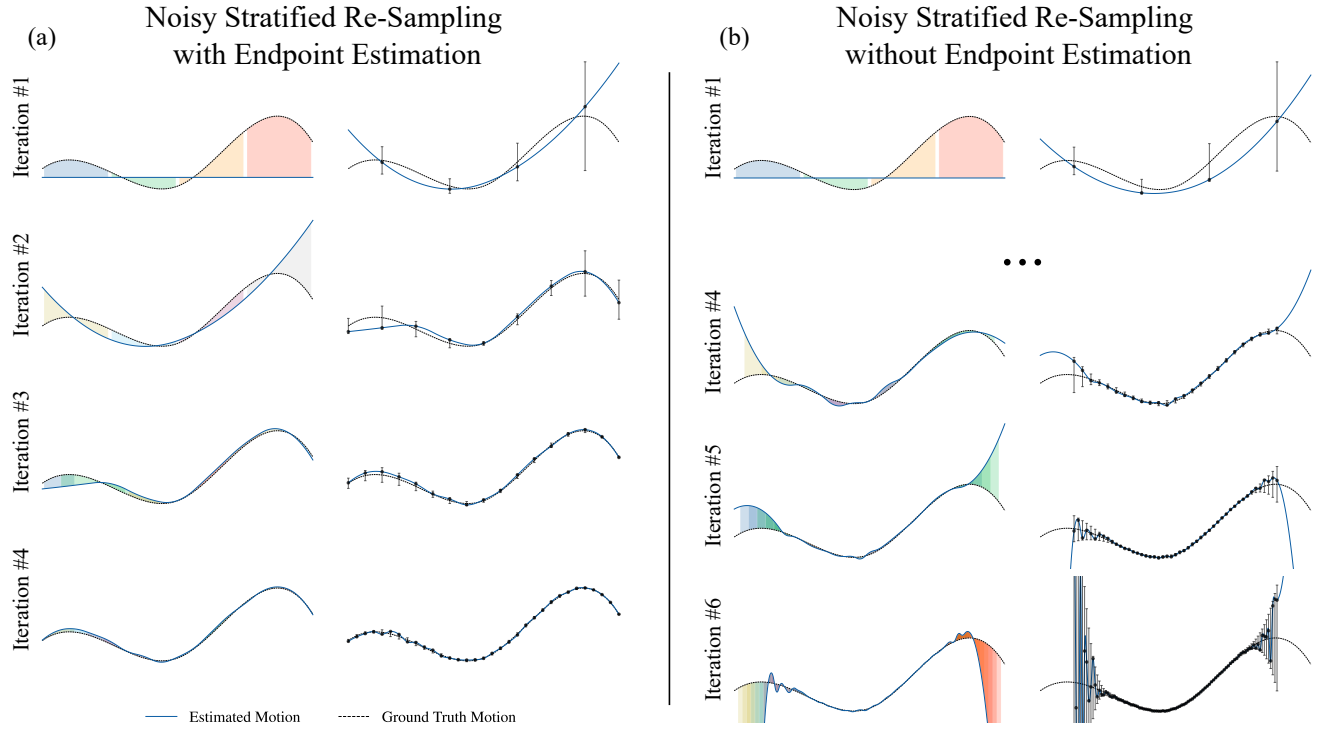 (a)
Noisy Stratified Re-Sampling
with Endpoint Estimation
Iteration #1
Iteration #2
Iteration #3
Iteration #4
Estimated Motion
Ground Truth Motion
(b)
Noisy Stratified Re-Sampling
without Endpoint Estimation
Iteration #1
• • •
Iteration #4
Iteration #5
Iteration #6